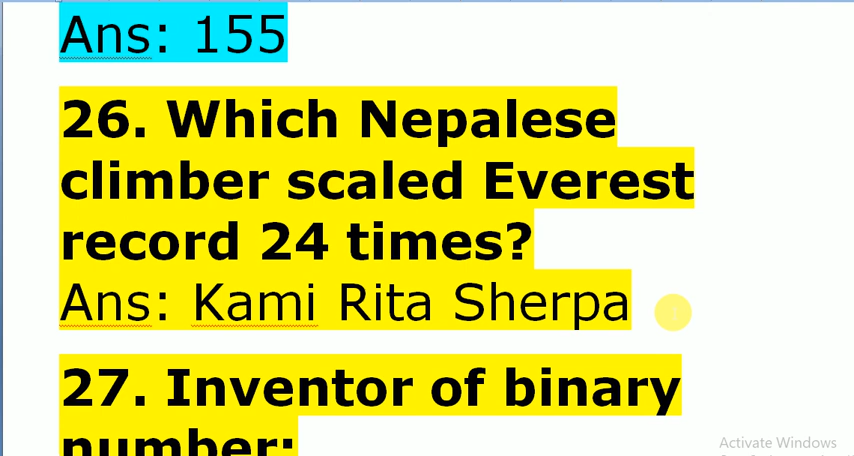 Ans: 155
26. Which Nepalese
climber scaled Everest
record 24 times?
Ans: Kami Rita Sherpa
27. Inventor of binary
number:
Activate Windows